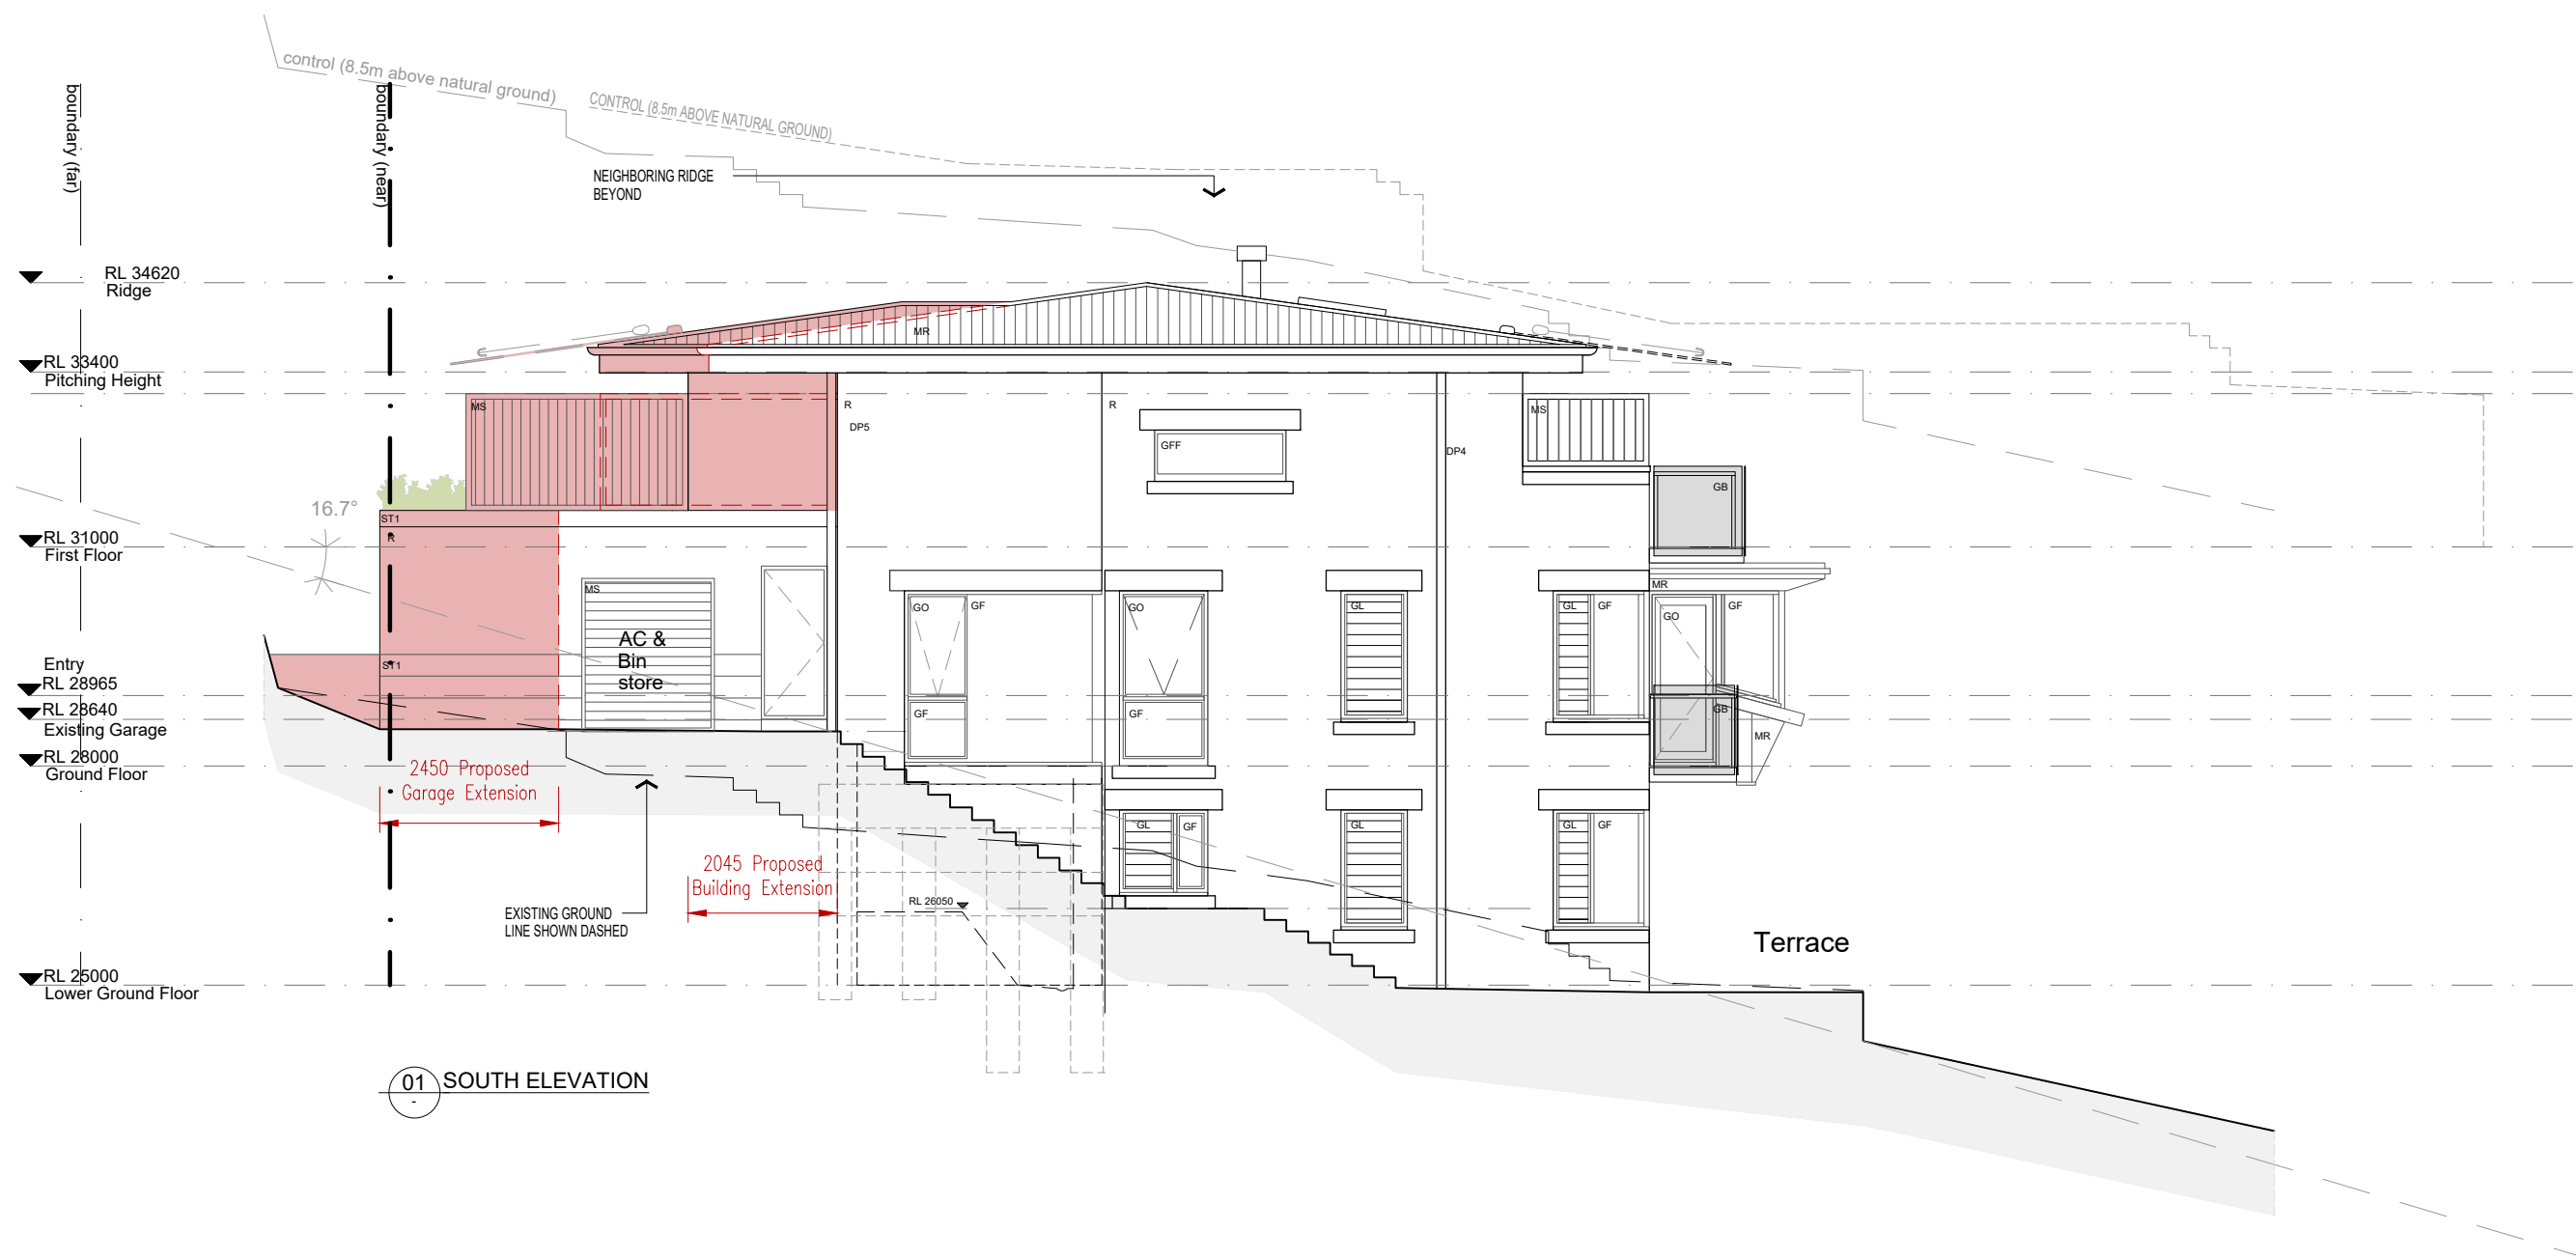 control (8.5m above natural ground)
CONTROL (8.5m ABOVE NATURAL GROUND)
boundary (far)
boundary (near)
NEIGHBORING RIDGE
BEYOND
RL 34620
Ridge
MR
RL 33400
Pitching Height
MS
R
DP5
R
GFF
MS
DP4
GB
16.7°
ST1
R
RL 31000
First Floor
MS
AC &
Bin
store
GO
GF
GF
GO
GF
GL
GL
GF
MR
GO
GF
GB
MR
ST1
Entry
RL 28965
RL 28640
Existing Garage
RL 28000
Ground Floor
2450 Proposed
Garage Extension
2045 Proposed
Building Extension
EXISTING GROUND
LINE SHOWN DASHED
RL 26050
GL
GF
GL
GL
GF
Terrace
RL 25000
Lower Ground Floor
01
-
SOUTH ELEVATION